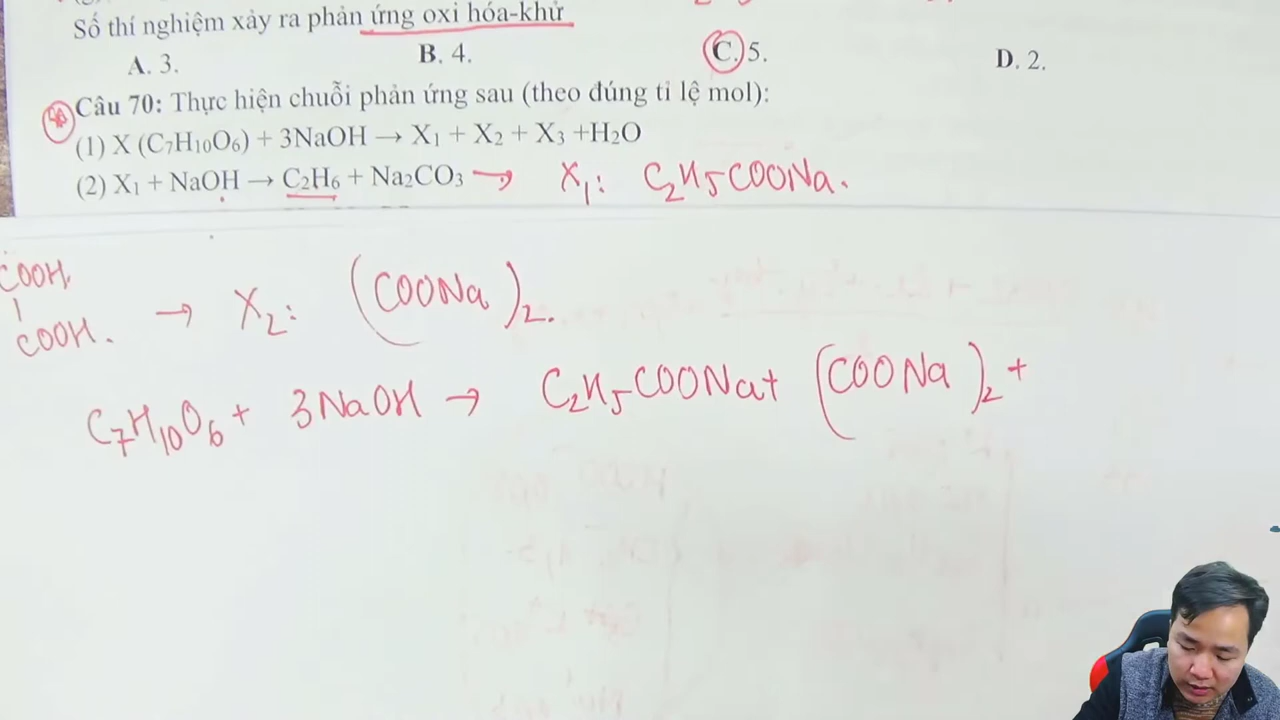 Số thí nghiệm xảy ra phản ứng oxi hóa-khử
A. 3. B. 4. C. 5. D. 2.
Câu 70: Thực hiện chuỗi phản ứng sau (theo đúng tỉ lệ mol):
(1) X (C₇H₁₀O₆) + 3NaOH → X₁ + X₂ + X₃ +H₂O
(2) X₁ + NaOH → C₂H₆ + Na₂CO₃ → X₁: C₂H₅COONa.
COOH
|
COOH. → X₂: (COONa)₂.
C₇H₁₀O₆ + 3NaOH → C₂H₅COONa + (COONa)₂ +